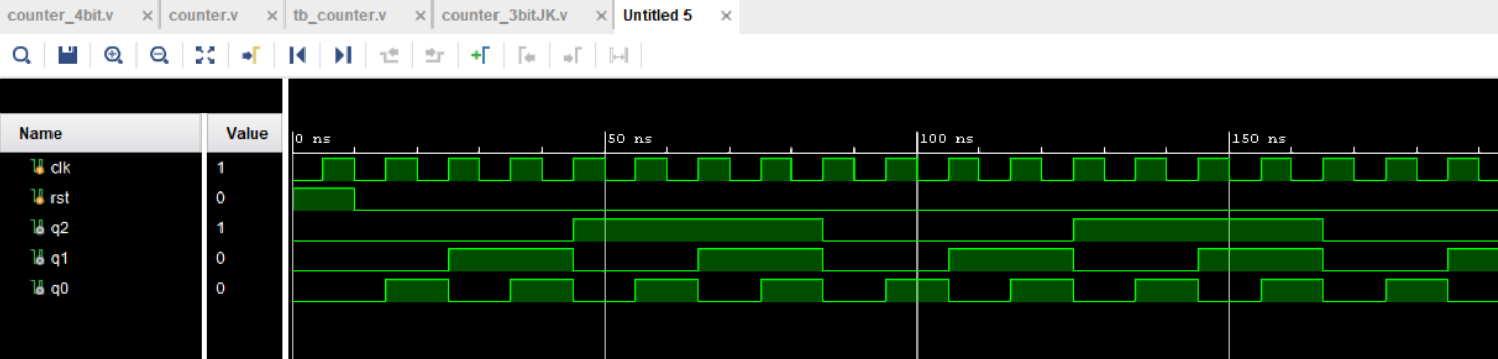 counter_4bit.v × counter.v × tb_counter.v × counter_3bitJK.v × Untitled 5 ×
Name Value
0 ns 50 ns 100 ns 150 ns
clk 1
rst 0
q2 1
q1 0
q0 0